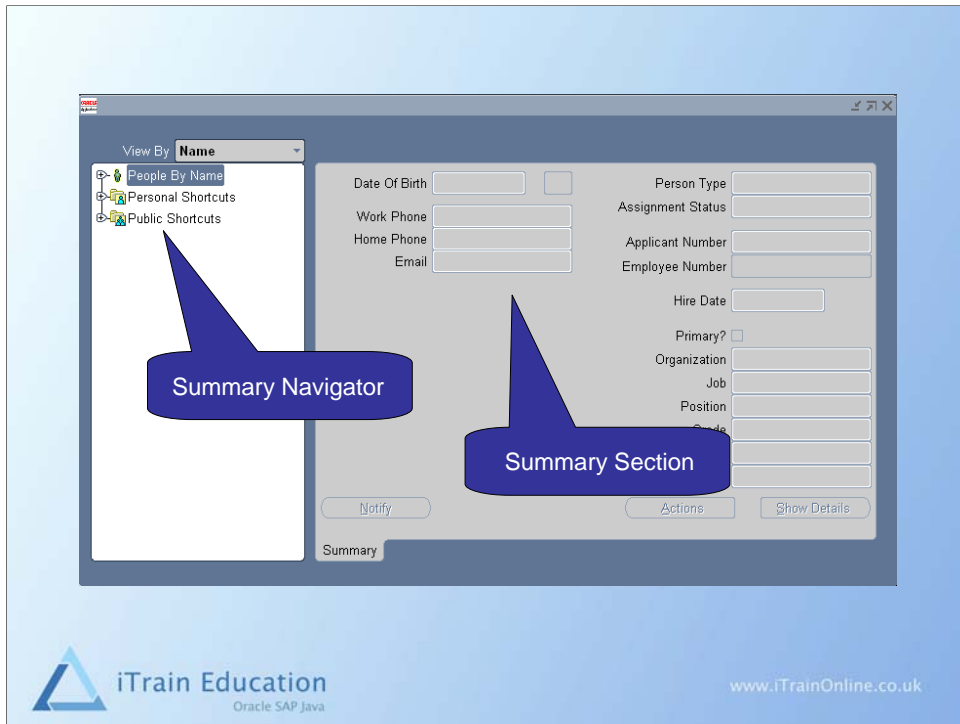 ORACLE
Applications
View By Name
People By Name
Personal Shortcuts
Public Shortcuts
Date Of Birth
Work Phone
Home Phone
Email
Person Type
Assignment Status
Applicant Number
Employee Number
Hire Date
Primary?
Organization
Job
Position
Summary Navigator
Summary Section
Notify
Actions
Show Details
Summary
iTrain Education
Oracle SAP Java
www.iTrainOnline.co.uk